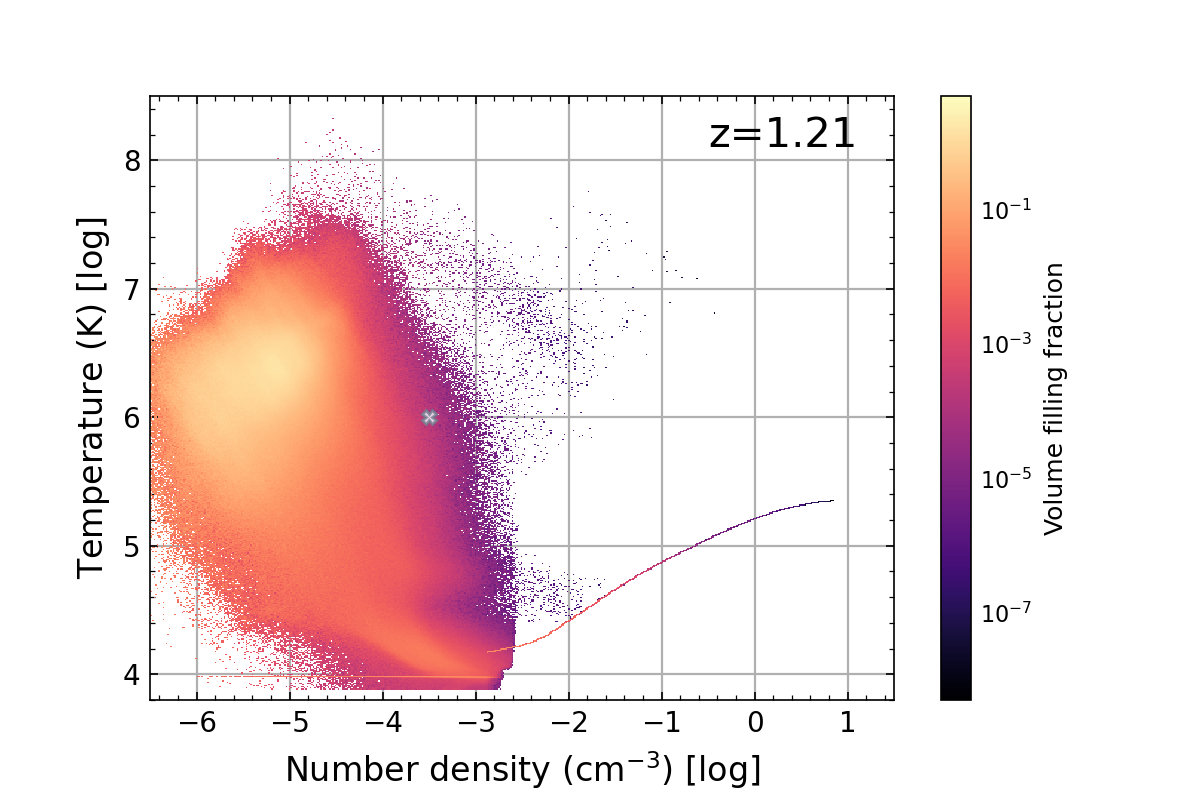 z=1.21
8
7
6
5
4
Temperature (K) [log]
−6 −5 −4 −3 −2 −1 0 1
Number density (cm⁻³) [log]
10⁻¹
10⁻³
10⁻⁵
10⁻⁷
Volume filling fraction